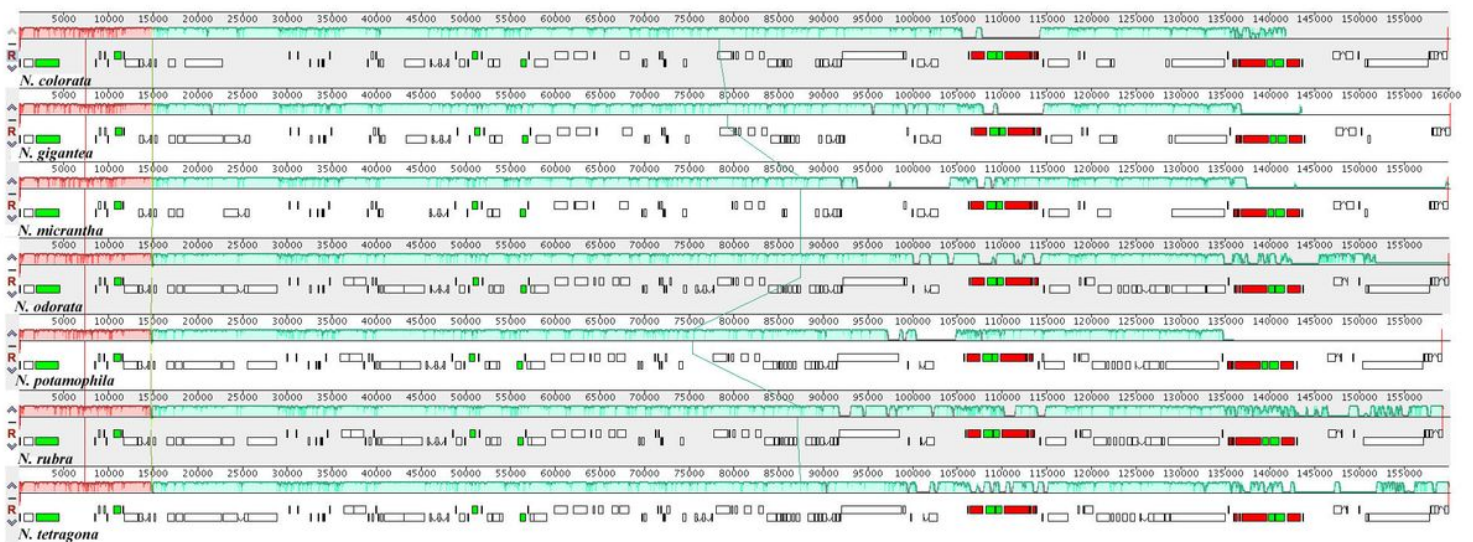 5000 10000 15000 20000 25000 30000 35000 40000 45000 50000 55000 60000 65000 70000 75000 80000 85000 90000 95000 100000 105000 110000 115000 120000 125000 130000 135000 140000 145000 150000 155000
R
N. colorata
5000 10000 15000 20000 25000 30000 35000 40000 45000 50000 55000 60000 65000 70000 75000 80000 85000 90000 95000 100000 105000 110000 115000 120000 125000 130000 135000 140000 145000 150000 155000 16000
R
N. gigantea
5000 10000 15000 20000 25000 30000 35000 40000 45000 50000 55000 60000 65000 70000 75000 80000 85000 90000 95000 100000 105000 110000 115000 120000 125000 130000 135000 140000 145000 150000 155000
R
N. micrantha
5000 10000 15000 20000 25000 30000 35000 40000 45000 50000 55000 60000 65000 70000 75000 80000 85000 90000 95000 100000 105000 110000 115000 120000 125000 130000 135000 140000 145000 150000 155000
R
N. odorata
5000 10000 15000 20000 25000 30000 35000 40000 45000 50000 55000 60000 65000 70000 75000 80000 85000 90000 95000 100000 105000 110000 115000 120000 125000 130000 135000 140000 145000 150000 155000
R
N. potamophila
5000 10000 15000 20000 25000 30000 35000 40000 45000 50000 55000 60000 65000 70000 75000 80000 85000 90000 95000 100000 105000 110000 115000 120000 125000 130000 135000 140000 145000 150000 155000
R
N. rubra
5000 10000 15000 20000 25000 30000 35000 40000 45000 50000 55000 60000 65000 70000 75000 80000 85000 90000 95000 100000 105000 110000 115000 120000 125000 130000 135000 140000 145000 150000 155000
R
N. tetragona